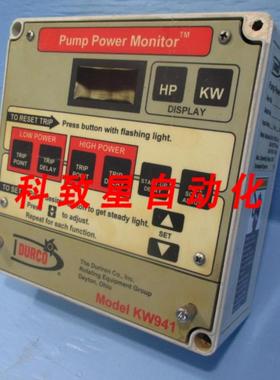 Pump Power Monitor™
HP KW
DISPLAY
TO RESET TRIP Press button with flashing light.
LOW POWER HIGH POWER
TRIP POINT TRIP DELAY TRIP POINT TRIP DELAY
科致星自动化
to get steady light.
Press to adjust.
Repeat for each function.
SET
DURCO
The Duriron Co., Inc.
Rotating Equipment Group
Dayton, Ohio
Model KW941